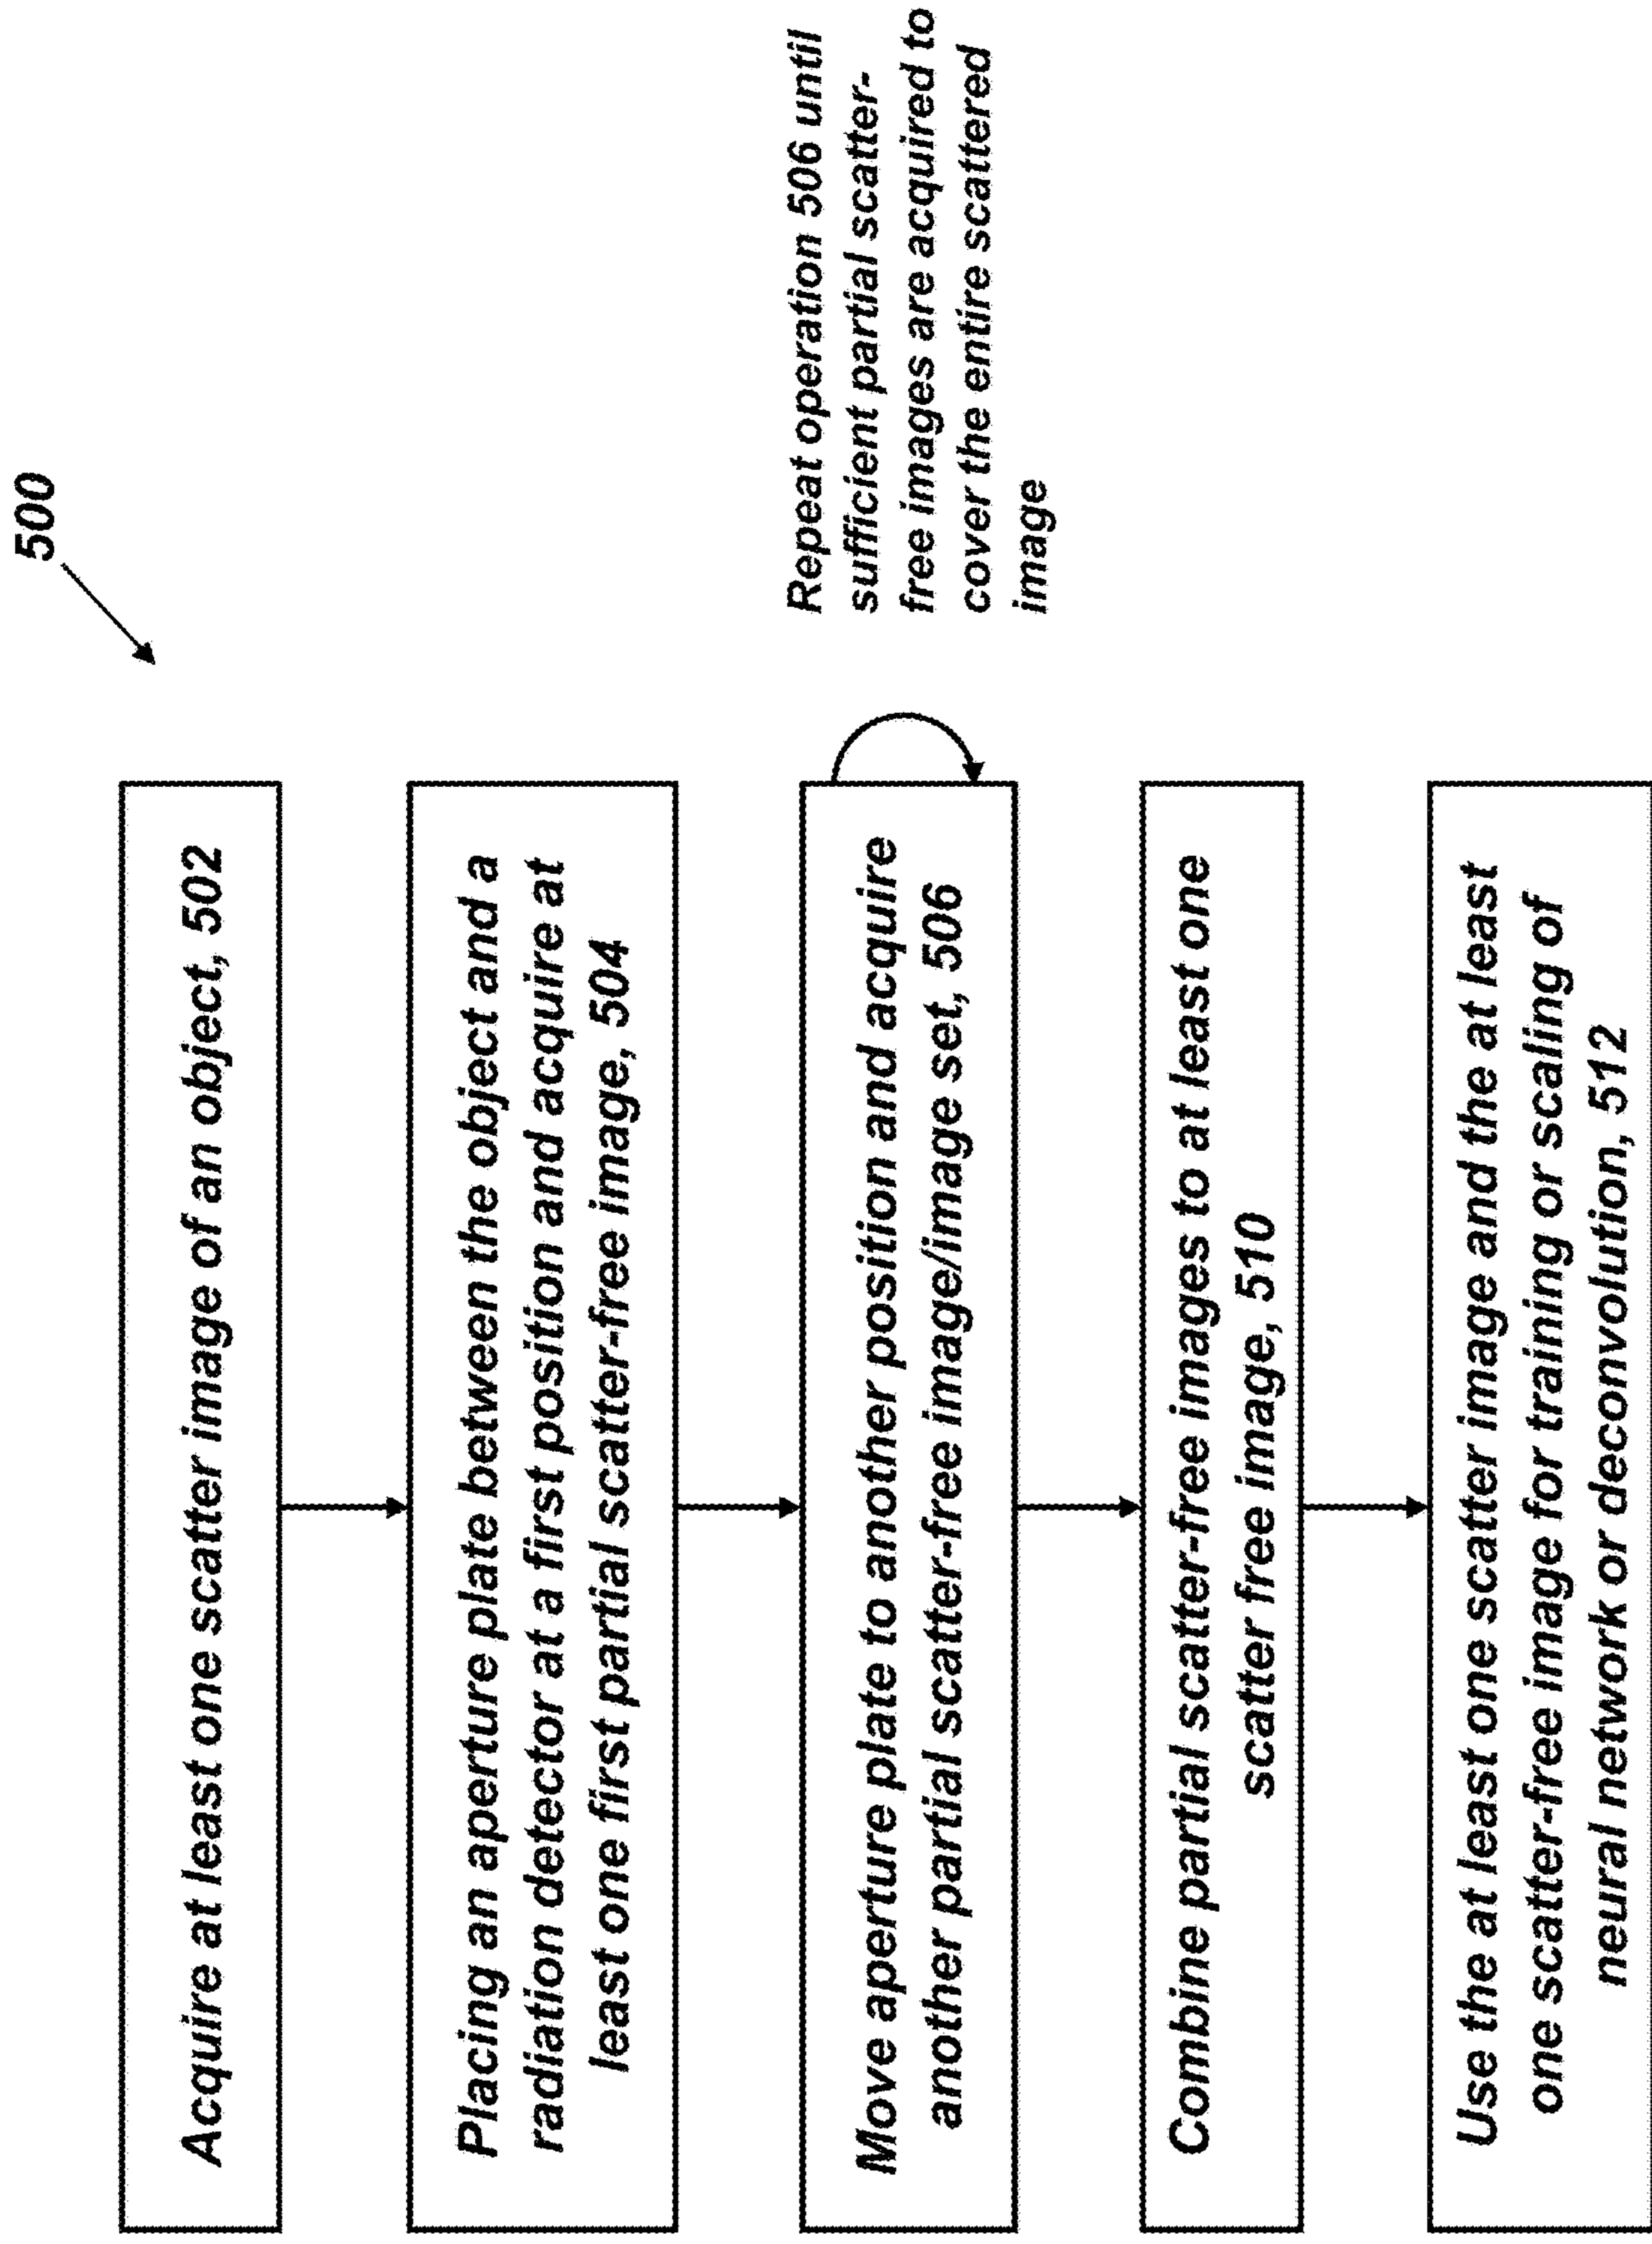 500
Acquire at least one scatter image of an object, 502
Placing an aperture plate between the object and a
radiation detector at a first position and acquire at
least one first partial scatter-free image, 504
Move aperture plate to another position and acquire
another partial scatter-free image/image set, 506
Repeat operation 506 until
sufficient partial scatter-
free images are acquired to
cover the entire scattered
image
Combine partial scatter-free images to at least one
scatter free image, 510
Use the at least one scatter image and the at least
one scatter-free image for training or scaling of
neural network or deconvolution, 512